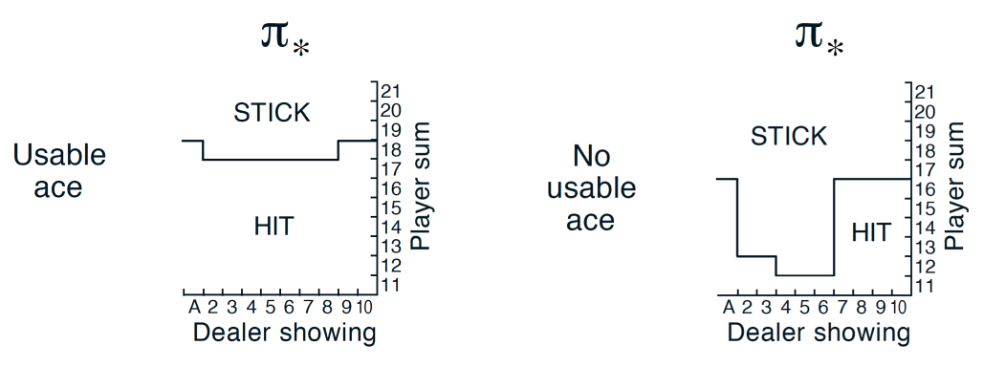 π*
Usable
ace
STICK
HIT
21
20
19
18
17
16
15
14
13
12
11
Player sum
A 2 3 4 5 6 7 8 9 10
Dealer showing
π*
No
usable
ace
STICK
HIT
21
20
19
18
17
16
15
14
13
12
11
Player sum
A 2 3 4 5 6 7 8 9 10
Dealer showing